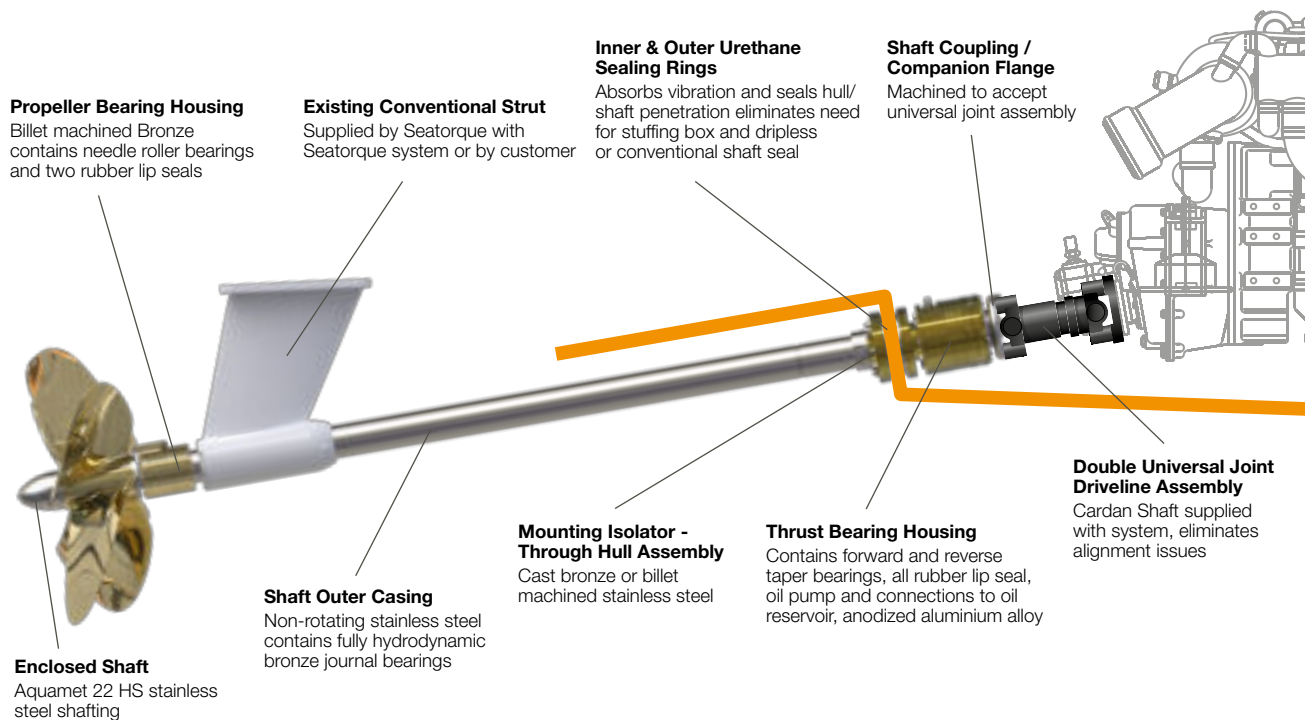 Propeller Bearing Housing
Billet machined Bronze
contains needle roller bearings
and two rubber lip seals
Existing Conventional Strut
Supplied by Seatorque with
Seatorque system or by customer
Inner & Outer Urethane
Sealing Rings
Absorbs vibration and seals hull/
shaft penetration eliminates need
for stuffing box and dripless
or conventional shaft seal
Shaft Coupling /
Companion Flange
Machined to accept
universal joint assembly
Enclosed Shaft
Aquamet 22 HS stainless
steel shafting
Shaft Outer Casing
Non-rotating stainless steel
contains fully hydrodynamic
bronze journal bearings
Mounting Isolator -
Through Hull Assembly
Cast bronze or billet
machined stainless steel
Thrust Bearing Housing
Contains forward and reverse
taper bearings, all rubber lip seal,
oil pump and connections to oil
reservoir, anodized aluminium alloy
Double Universal Joint
Driveline Assembly
Cardan Shaft supplied
with system, eliminates
alignment issues